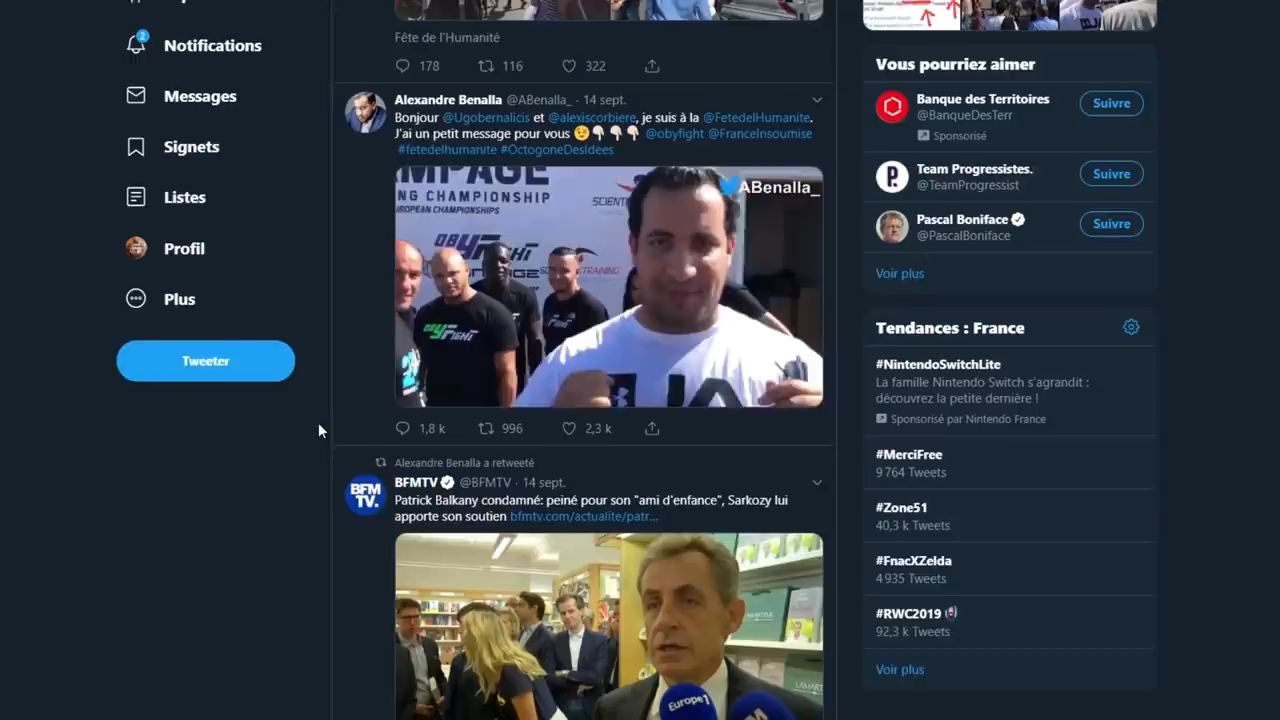 2
Notifications
Messages
Signets
Listes
Profil
Plus
Tweeter
Fête de l'Humanité
178 116 322
Alexandre Benalla @ABenalla_ · 14 sept.
Bonjour @Ugobernalicis et @alexiscorbiere, je suis à la @FetedelHumanite.
J'ai un petit message pour vous 😉👇🏻👇🏻👇🏻 @obyfight @FranceInsoumise
#fetedelhumanite #OctogoneDesIdees
ABenalla_
NG CHAMPIONSHIP
EUROPEAN CHAMPIONSHIPS
1,8 k 996 2,3 k
Alexandre Benalla a retweeté
BFM
TV.
BFMTV @BFMTV · 14 sept.
Patrick Balkany condamné: peiné pour son "ami d'enfance", Sarkozy lui
apporte son soutien bfmtv.com/actualite/patr…
Europe1
Vous pourriez aimer
Banque des Territoires
@BanqueDesTerr
Sponsorisé
Suivre
Team Progressistes.
@TeamProgressist
Suivre
Pascal Boniface
@PascalBoniface
Suivre
Voir plus
Tendances : France
#NintendoSwitchLite
La famille Nintendo Switch s'agrandit :
découvrez la petite dernière !
Sponsorisé par Nintendo France
#MerciFree
9 764 Tweets
#Zone51
40,3 k Tweets
#FnacXZelda
4 935 Tweets
#RWC2019
92,3 k Tweets
Voir plus